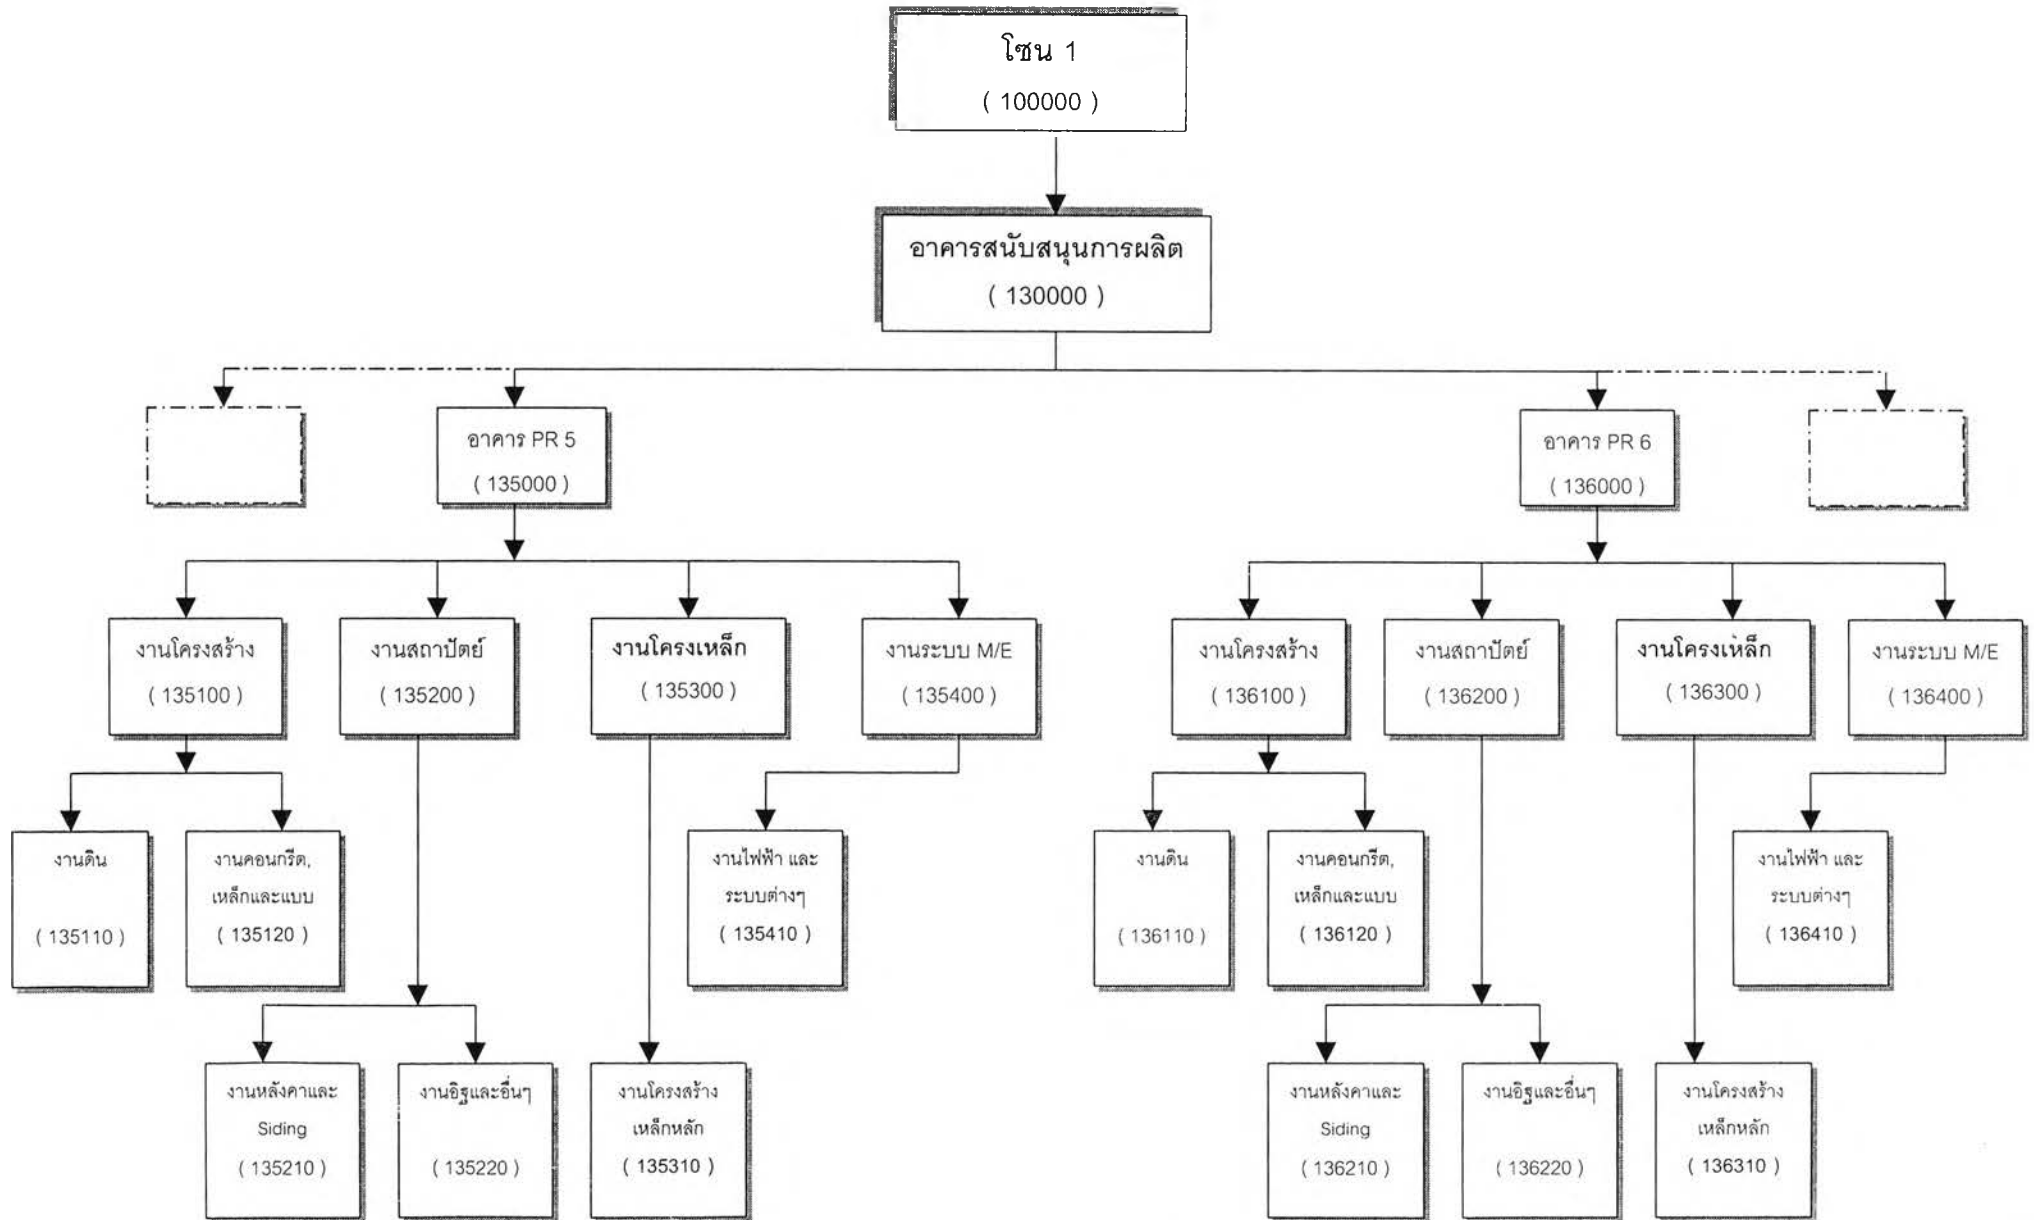 โซน 1
( 100000 )
อาคารสนับสนุนการผลิต
( 130000 )
อาคาร PR 5
( 135000 )
อาคาร PR 6
( 136000 )
งานโครงสร้าง
( 135100 )
งานสถาปัตย์
( 135200 )
งานโครงเหล็ก
( 135300 )
งานระบบ M/E
( 135400 )
งานโครงสร้าง
( 136100 )
งานสถาปัตย์
( 136200 )
งานโครงเหล็ก
( 136300 )
งานระบบ M/E
( 136400 )
งานดิน
( 135110 )
งานคอนกรีต,
เหล็กและแบบ
( 135120 )
งานไฟฟ้า และ
ระบบต่างๆ
( 135410 )
งานดิน
( 136110 )
งานคอนกรีต,
เหล็กและแบบ
( 136120 )
งานไฟฟ้า และ
ระบบต่างๆ
( 136410 )
งานหลังคาและ
Siding
( 135210 )
งานอิฐและอื่นๆ
( 135220 )
งานโครงสร้าง
เหล็กหลัก
( 135310 )
งานหลังคาและ
Siding
( 136210 )
งานอิฐและอื่นๆ
( 136220 )
งานโครงสร้าง
เหล็กหลัก
( 136310 )